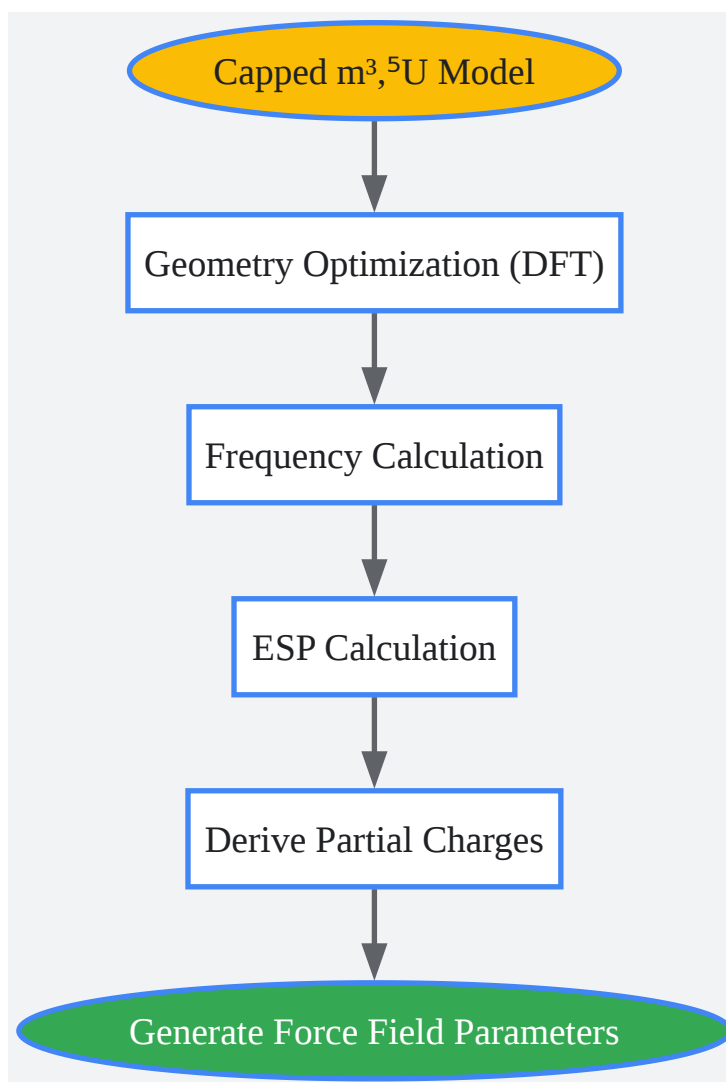 Capped m³,⁵U Model
Geometry Optimization (DFT)
Frequency Calculation
ESP Calculation
Derive Partial Charges
Generate Force Field Parameters